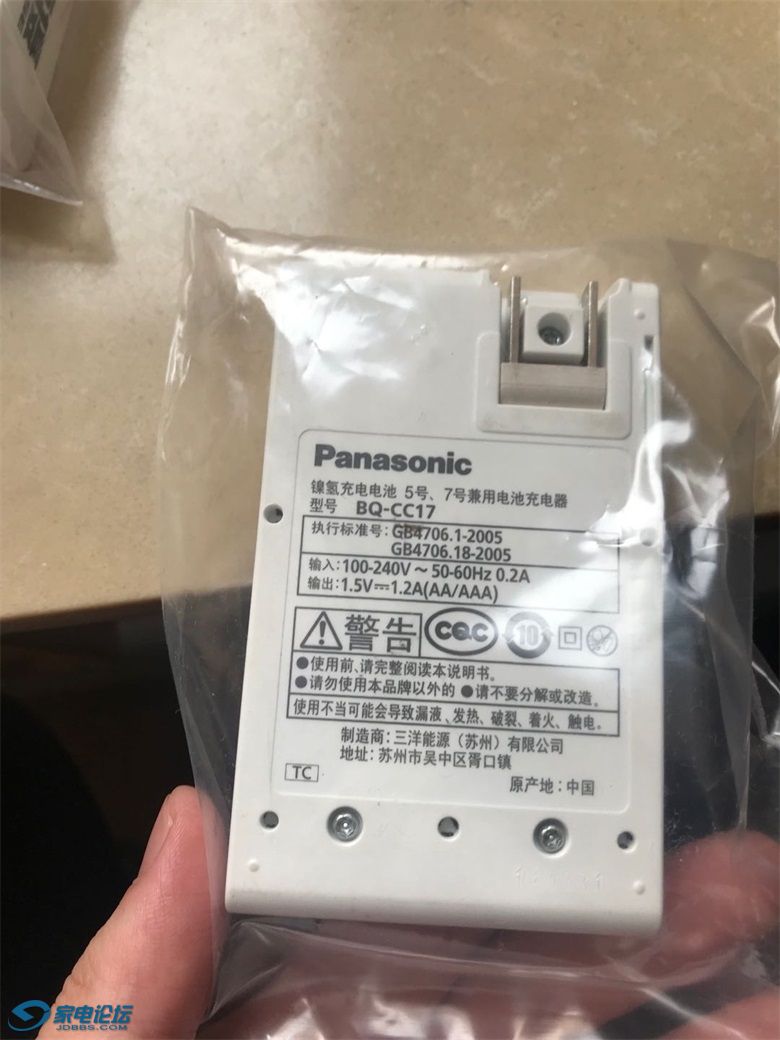 Panasonic
镍氢充电电池 5号、7号兼用电池充电器
型号 BQ-CC17
执行标准号：GB4706.1-2005
GB4706.18-2005
输入：100-240V～50-60Hz 0.2A
输出：1.5V⎓1.2A(AA/AAA)
警告 CQC 10
●使用前、请完整阅读本说明书。
●请勿使用本品牌以外的 ●请不要分解或改造。
使用不当可能会导致漏液、发热、破裂、着火、触电。
制造商：三洋能源（苏州）有限公司
地址：苏州市吴中区胥口镇
TC
原产地：中国
家电论坛
JDBBS.COM